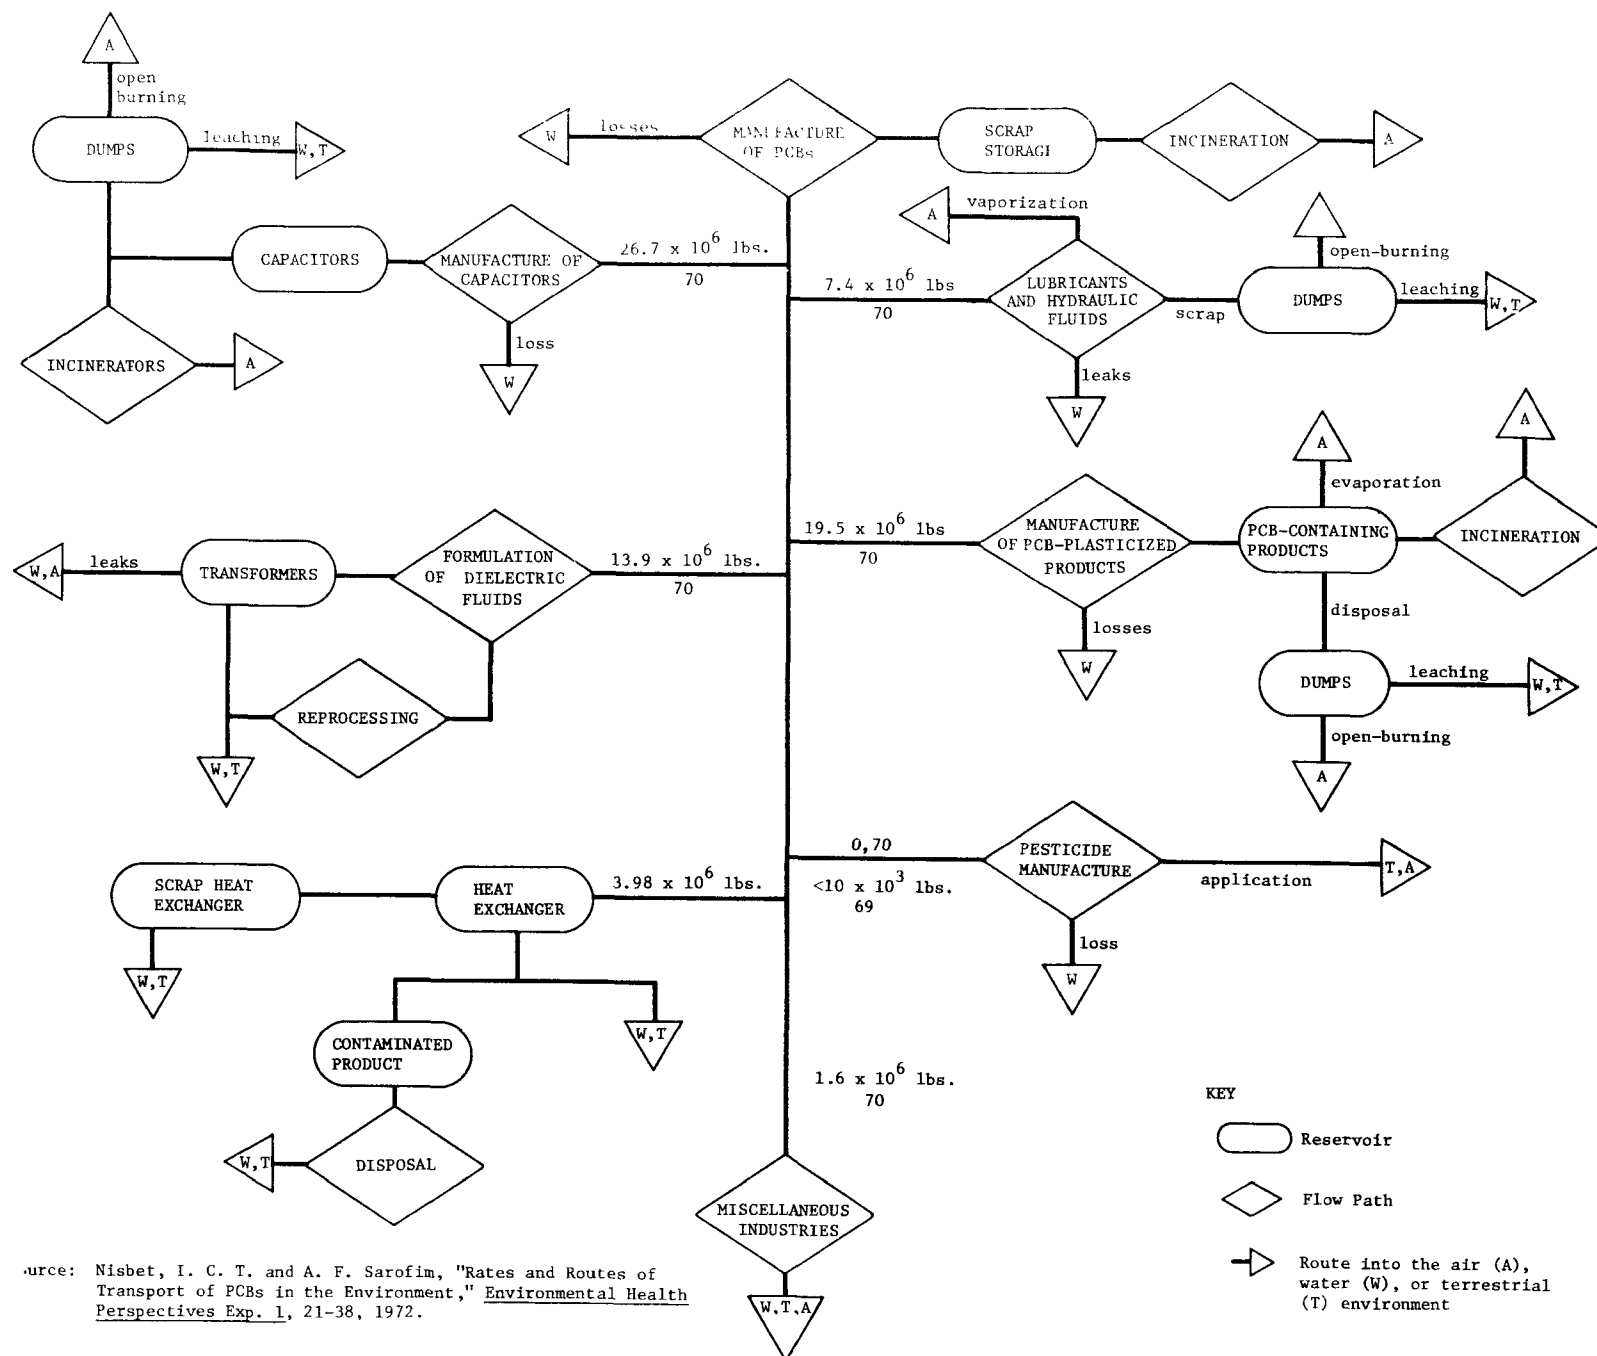 A
open
burning
DUMPS
leaching
W,T
CAPACITORS
MANUFACTURE OF
CAPACITORS
26.7 x 10^6 lbs.
70
loss
W
INCINERATORS
A
W
losses
MANUFACTURE
OF PCBs
SCRAP
STORAGE
INCINERATION
A
A
vaporization
7.4 x 10^6 lbs
70
LUBRICANTS
AND HYDRAULIC
FLUIDS
scrap
open-burning
DUMPS
leaching
W,T
leaks
W
W,A
leaks
TRANSFORMERS
FORMULATION
OF DIELECTRIC
FLUIDS
13.9 x 10^6 lbs.
70
REPROCESSING
W,T
19.5 x 10^6 lbs
70
MANUFACTURE
OF PCB-PLASTICIZED
PRODUCTS
losses
W
A
evaporation
PCB-CONTAINING
PRODUCTS
A
INCINERATION
disposal
DUMPS
leaching
W,T
open-burning
A
SCRAP HEAT
EXCHANGER
W,T
HEAT
EXCHANGER
3.98 x 10^6 lbs.
W,T
CONTAMINATED
PRODUCT
DISPOSAL
W,T
0,70
<10 x 10^3 lbs.
69
PESTICIDE
MANUFACTURE
application
T,A
loss
W
1.6 x 10^6 lbs.
70
MISCELLANEOUS
INDUSTRIES
W,T,A
KEY
Reservoir
Flow Path
Route into the air (A),
water (W), or terrestrial
(T) environment
urce: Nisbet, I. C. T. and A. F. Sarofim, "Rates and Routes of
Transport of PCBs in the Environment," Environmental Health
Perspectives Exp. 1, 21-38, 1972.